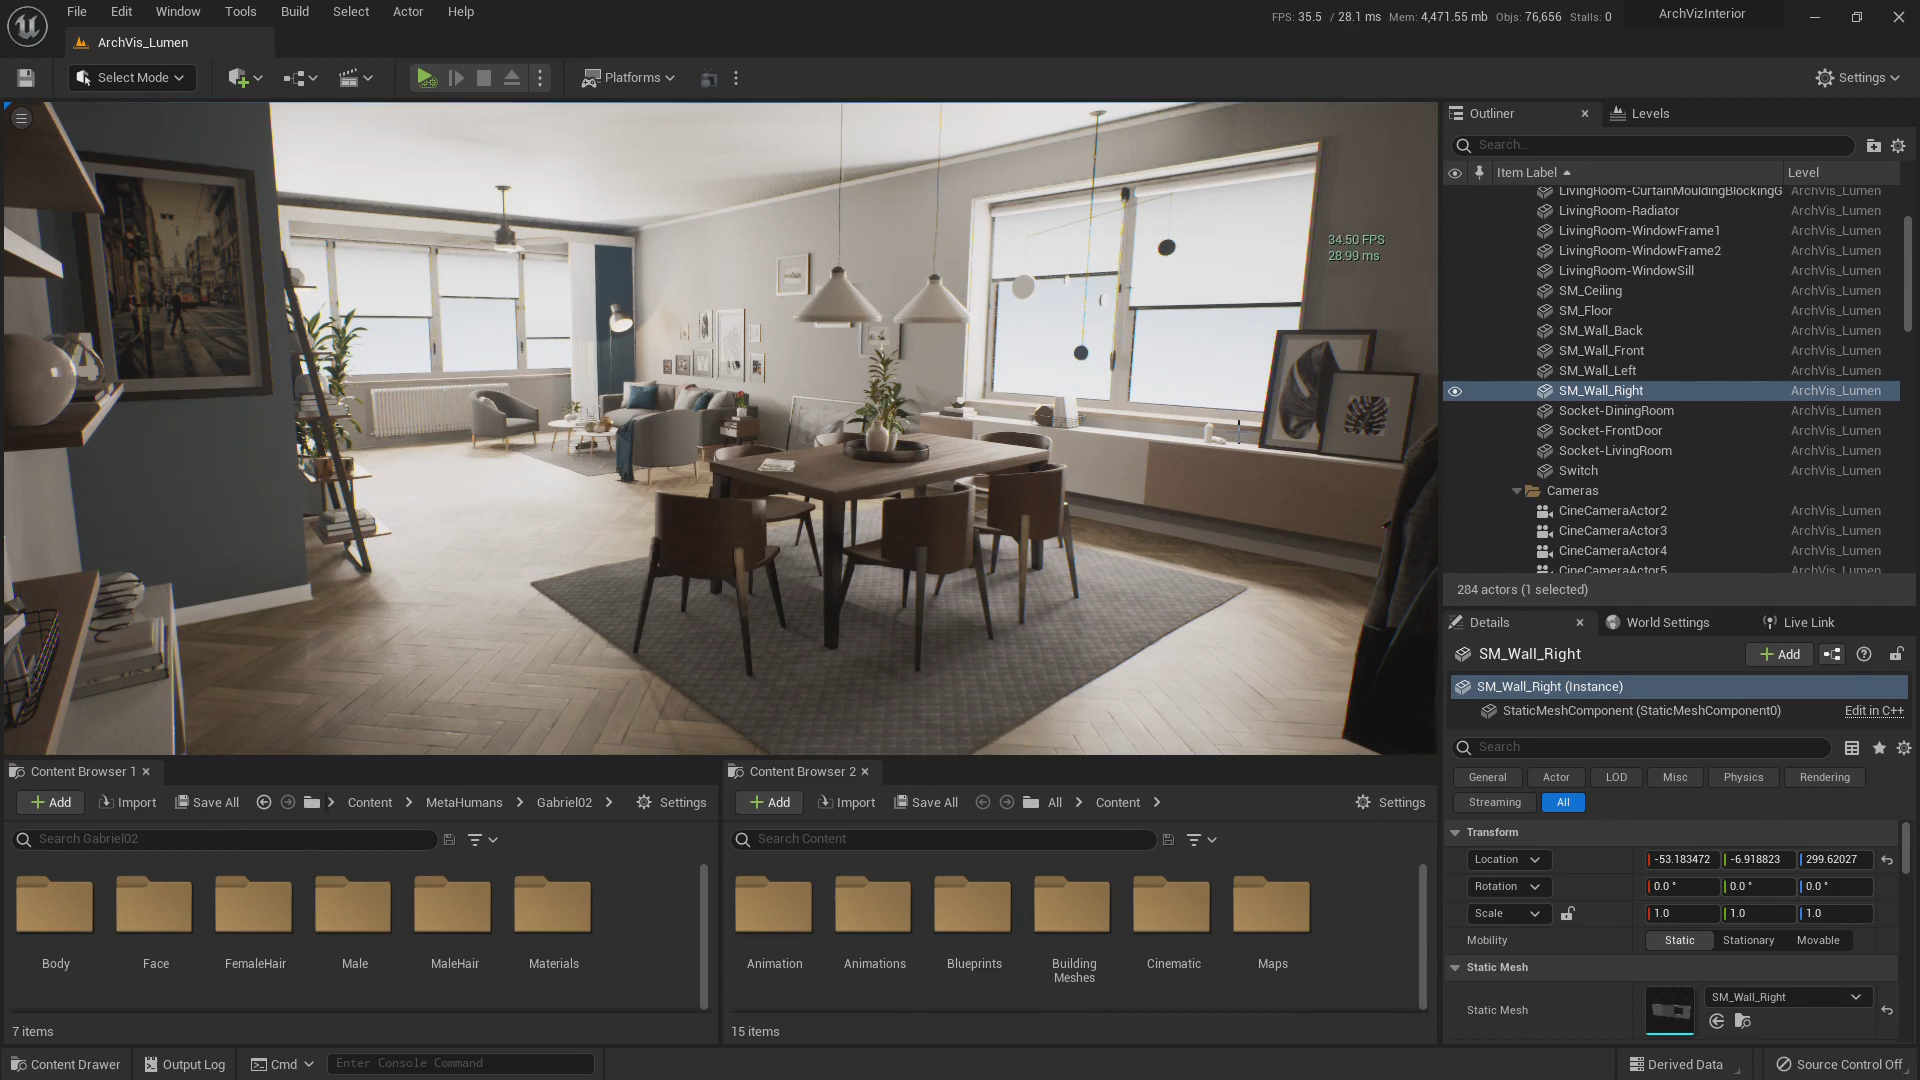 File Edit Window Tools Build Select Actor Help
FPS: 35.5 / 28.1 ms Mem: 4,471.55 mb Objs: 76,656 Stalls: 0
ArchVizInterior
ArchVis_Lumen
Select Mode
Platforms
Settings
34.50 FPS
28.99 ms
Outliner
Levels
Search...
Item Label Level
LivingRoom-CurtainMouldingBlockingG ArchVis_Lumen
LivingRoom-Radiator ArchVis_Lumen
LivingRoom-WindowFrame1 ArchVis_Lumen
LivingRoom-WindowFrame2 ArchVis_Lumen
LivingRoom-WindowSill ArchVis_Lumen
SM_Ceiling ArchVis_Lumen
SM_Floor ArchVis_Lumen
SM_Wall_Back ArchVis_Lumen
SM_Wall_Front ArchVis_Lumen
SM_Wall_Left ArchVis_Lumen
SM_Wall_Right ArchVis_Lumen
Socket-DiningRoom ArchVis_Lumen
Socket-FrontDoor ArchVis_Lumen
Socket-LivingRoom ArchVis_Lumen
Switch ArchVis_Lumen
Cameras
CineCameraActor2 ArchVis_Lumen
CineCameraActor3 ArchVis_Lumen
CineCameraActor4 ArchVis_Lumen
CineCameraActor5 ArchVis_Lumen
284 actors (1 selected)
Details
World Settings
Live Link
SM_Wall_Right
Add
SM_Wall_Right (Instance)
StaticMeshComponent (StaticMeshComponent0) Edit in C++
Search
General Actor LOD Misc Physics Rendering
Streaming All
Transform
Location -53.183472 -6.918823 299.62027
Rotation 0.0 ° 0.0 ° 0.0 °
Scale 1.0 1.0 1.0
Mobility Static Stationary Movable
Static Mesh
Static Mesh SM_Wall_Right
Content Browser 1
Add Import Save All Content MetaHumans Gabriel02 Settings
Search Gabriel02
Body Face FemaleHair Male MaleHair Materials
7 items
Content Browser 2
Add Import Save All All Content Settings
Search Content
Animation Animations Blueprints Building Meshes Cinematic Maps
15 items
Content Drawer Output Log Cmd Enter Console Command
Derived Data Source Control Off